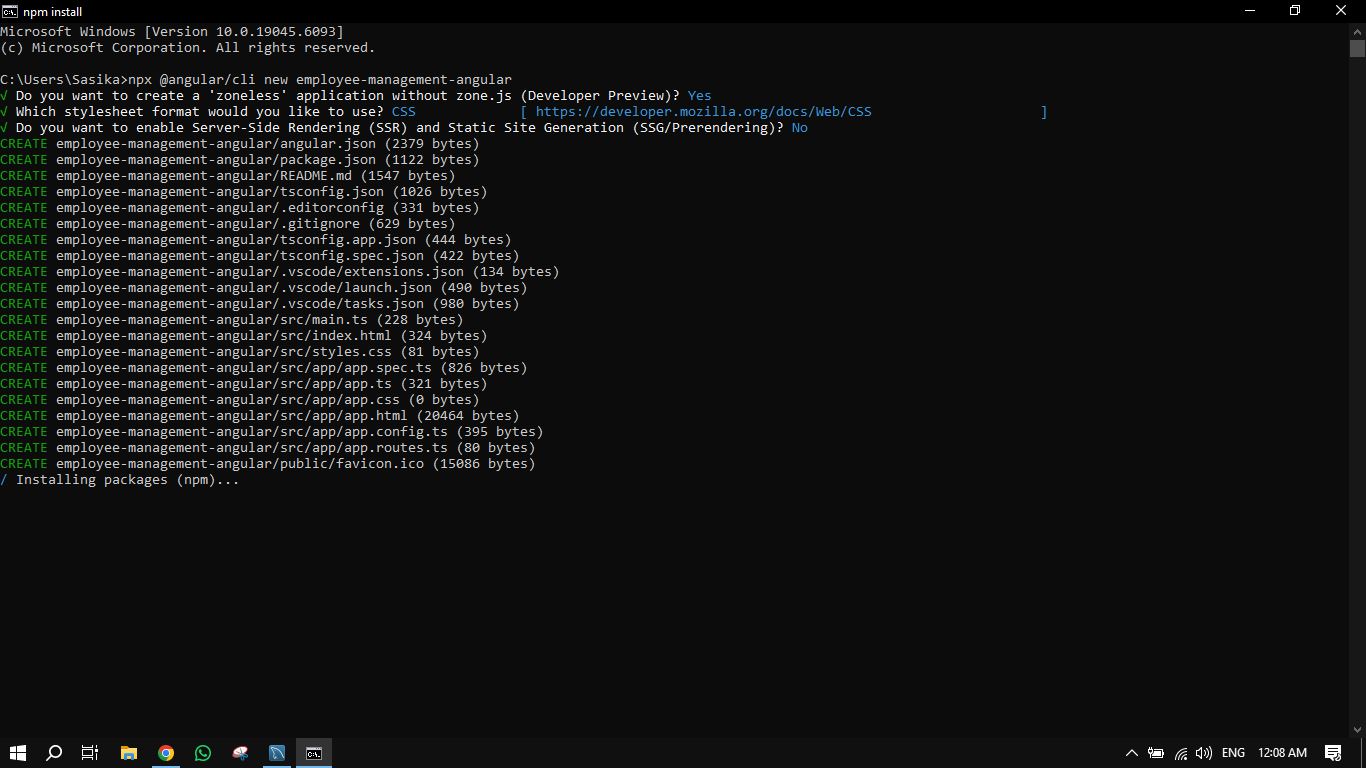 npm install
Microsoft Windows [Version 10.0.19045.6093]
(c) Microsoft Corporation. All rights reserved.
C:\Users\Sasika>npx @angular/cli new employee-management-angular
√ Do you want to create a 'zoneless' application without zone.js (Developer Preview)? Yes
√ Which stylesheet format would you like to use? CSS             [ https://developer.mozilla.org/docs/Web/CSS                     ]
√ Do you want to enable Server-Side Rendering (SSR) and Static Site Generation (SSG/Prerendering)? No
CREATE employee-management-angular/angular.json (2379 bytes)
CREATE employee-management-angular/package.json (1122 bytes)
CREATE employee-management-angular/README.md (1547 bytes)
CREATE employee-management-angular/tsconfig.json (1026 bytes)
CREATE employee-management-angular/.editorconfig (331 bytes)
CREATE employee-management-angular/.gitignore (629 bytes)
CREATE employee-management-angular/tsconfig.app.json (444 bytes)
CREATE employee-management-angular/tsconfig.spec.json (422 bytes)
CREATE employee-management-angular/.vscode/extensions.json (134 bytes)
CREATE employee-management-angular/.vscode/launch.json (490 bytes)
CREATE employee-management-angular/.vscode/tasks.json (980 bytes)
CREATE employee-management-angular/src/main.ts (228 bytes)
CREATE employee-management-angular/src/index.html (324 bytes)
CREATE employee-management-angular/src/styles.css (81 bytes)
CREATE employee-management-angular/src/app/app.spec.ts (826 bytes)
CREATE employee-management-angular/src/app/app.ts (321 bytes)
CREATE employee-management-angular/src/app/app.css (0 bytes)
CREATE employee-management-angular/src/app/app.html (20464 bytes)
CREATE employee-management-angular/src/app/app.config.ts (395 bytes)
CREATE employee-management-angular/src/app/app.routes.ts (80 bytes)
CREATE employee-management-angular/public/favicon.ico (15086 bytes)
/ Installing packages (npm)...
ENG 12:08 AM